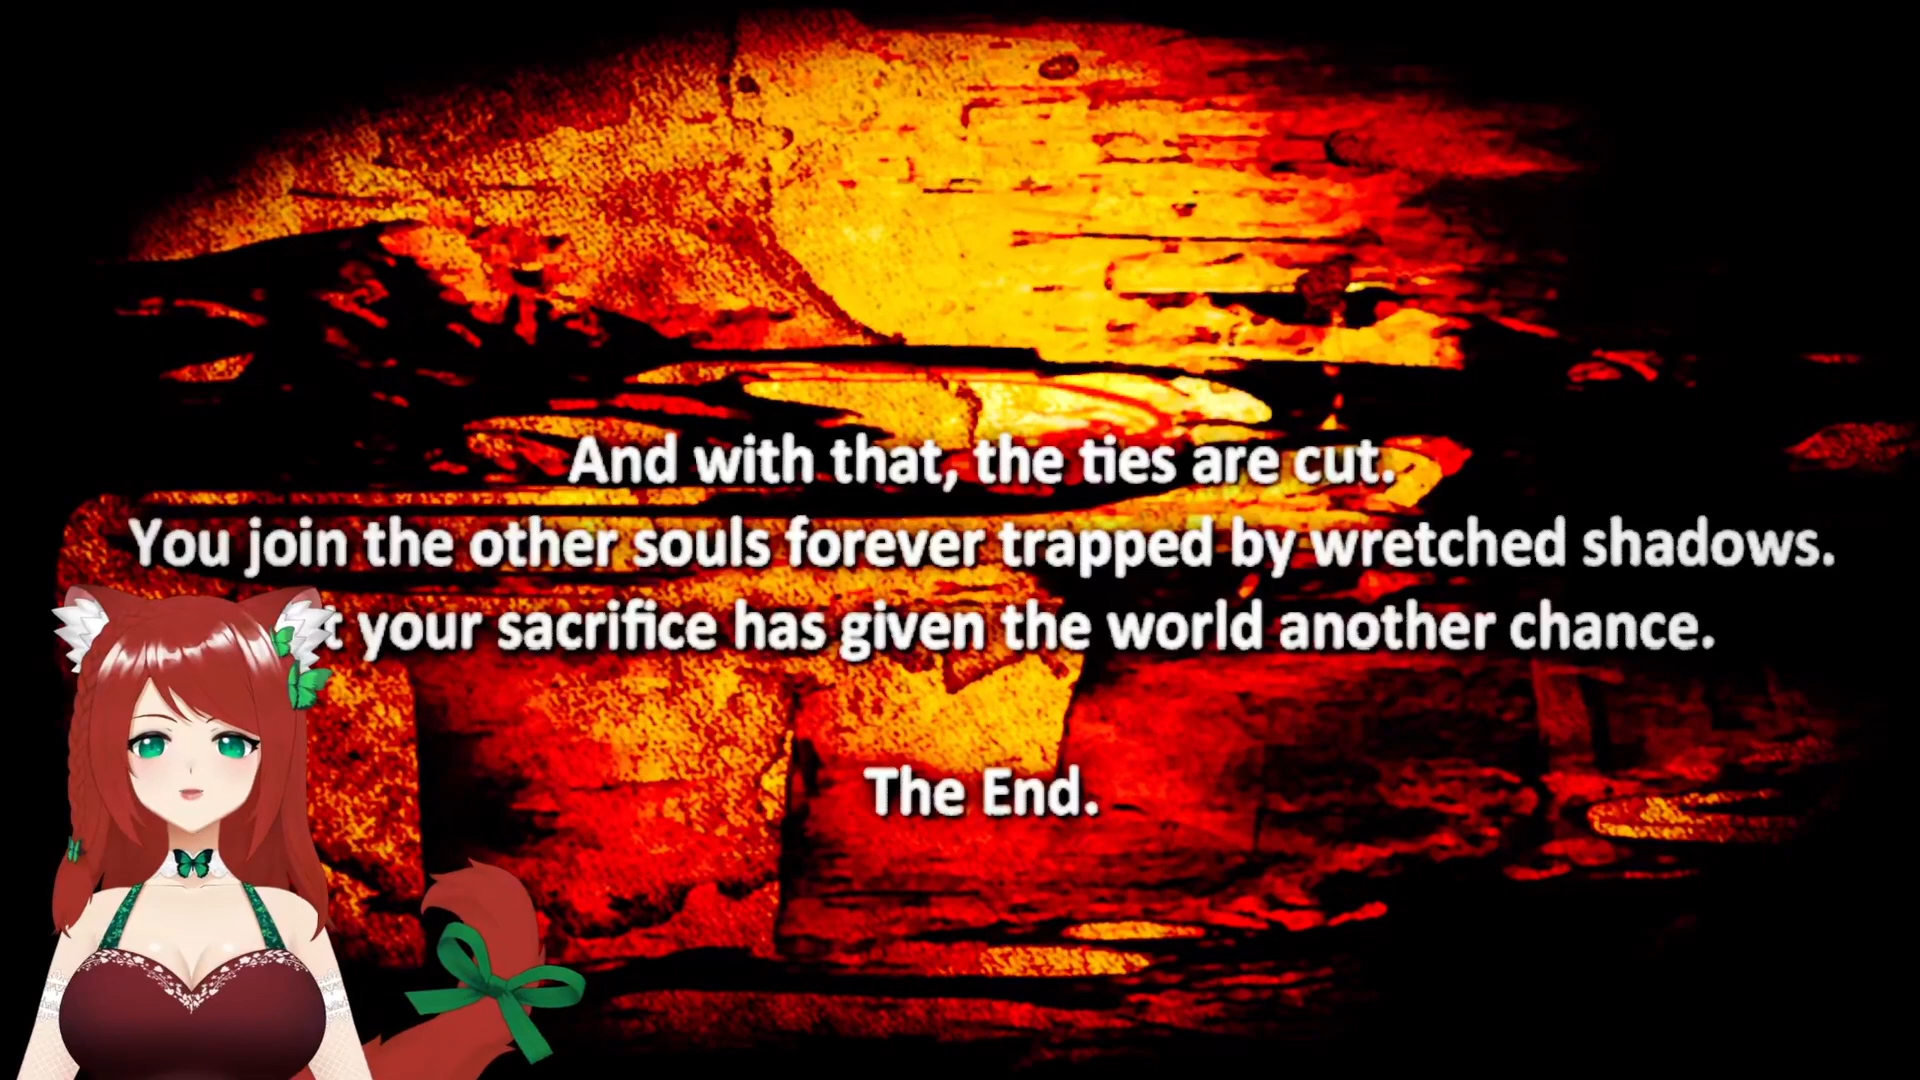 And with that, the ties are cut.
You join the other souls forever trapped by wretched shadows.
your sacrifice has given the world another chance.
The End.